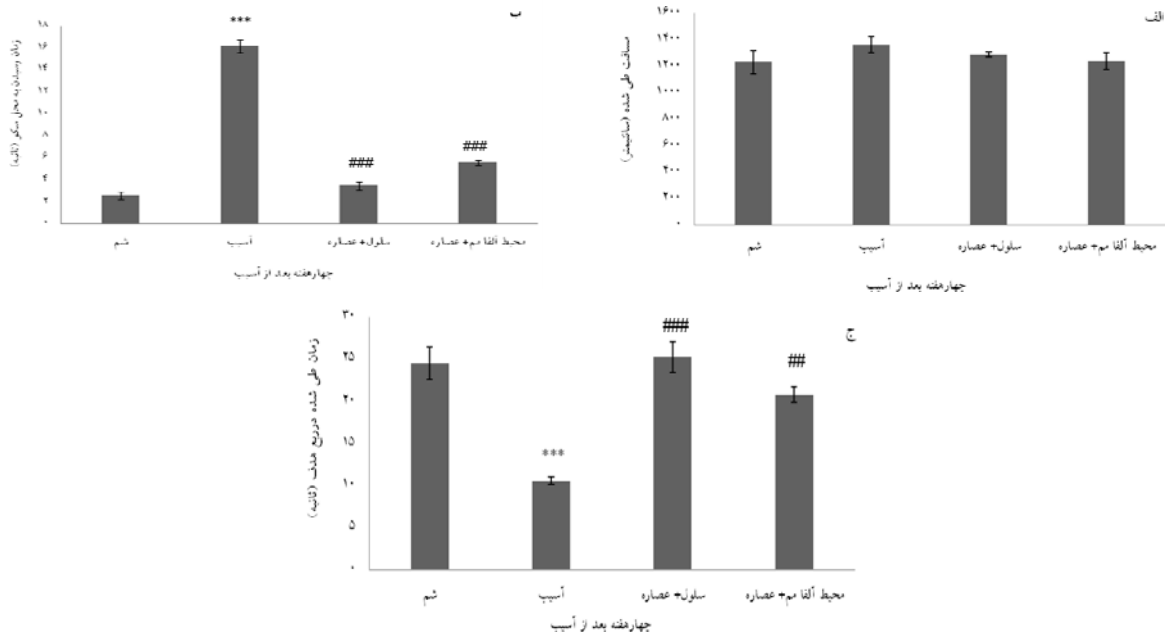 الف
مسافت طی شده (سانتیمتر)
۱۶۰۰
۱۴۰۰
۱۲۰۰
۱۰۰۰
۸۰۰
۶۰۰
۴۰۰
۲۰۰
۰
شم
آسیب
سلول+عصاره
محیط آلفا مم+عصاره
چهارهفته بعد از آسیب
ب
زمان رسیدن به محل سکو (ثانیه)
۱۸
۱۶
۱۴
۱۲
۱۰
۸
۶
۴
۲
۰
***
###
###
شم
آسیب
سلول+عصاره
محیط آلفا مم+عصاره
چهارهفته بعد از آسیب
ج
زمان طی شده درربع هدف (ثانیه)
۳۰
۲۵
۲۰
۱۵
۱۰
۵
۰
***
###
##
شم
آسیب
سلول+عصاره
محیط آلفا مم+عصاره
چهارهفته بعد از آسیب